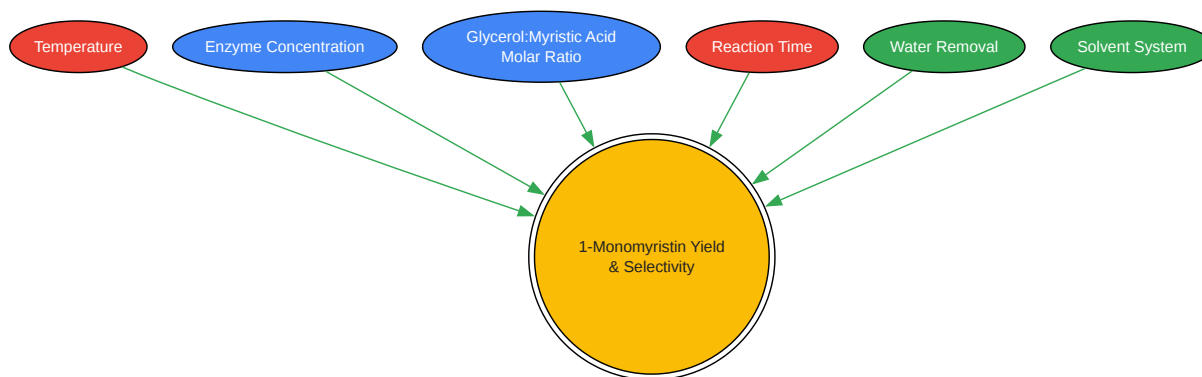 Temperature
Enzyme Concentration
Glycerol:Myristic Acid
Molar Ratio
Reaction Time
Water Removal
Solvent System
1-Monomyristin Yield
& Selectivity